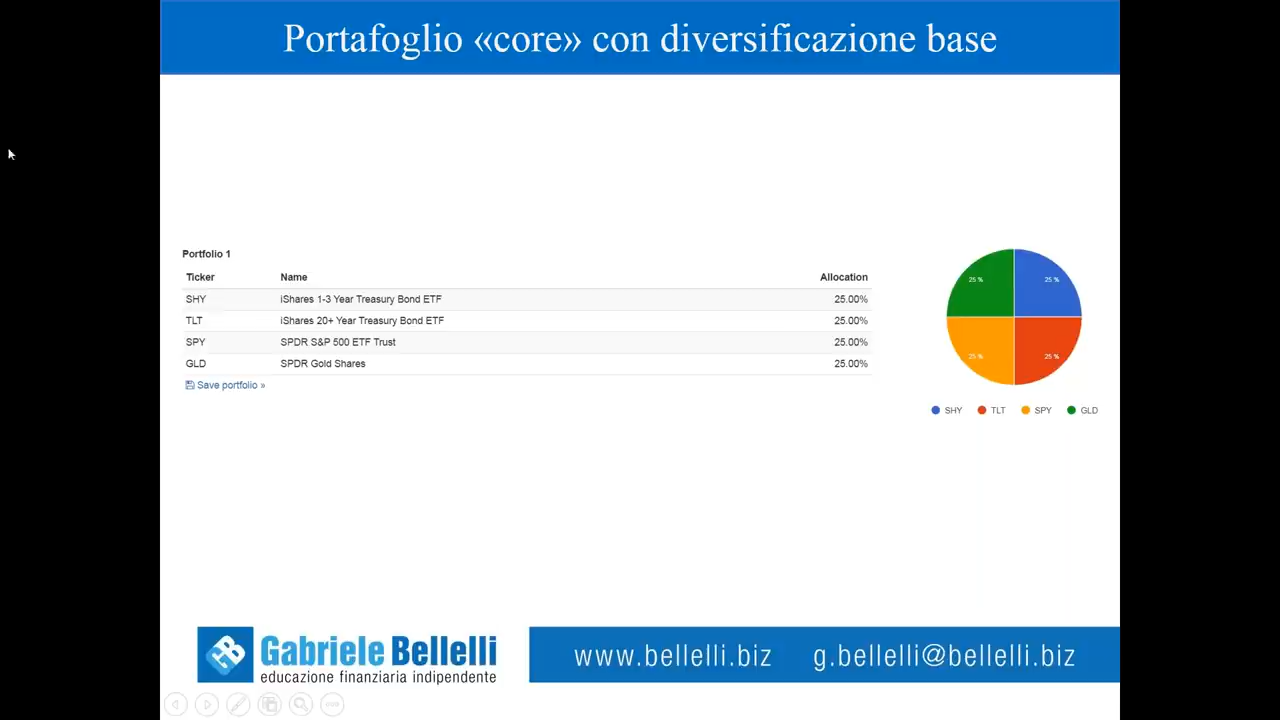 Portafoglio «core» con diversificazione base
Portfolio 1
Ticker Name Allocation
SHY iShares 1-3 Year Treasury Bond ETF 25.00%
TLT iShares 20+ Year Treasury Bond ETF 25.00%
SPY SPDR S&P 500 ETF Trust 25.00%
GLD SPDR Gold Shares 25.00%
Save portfolio »
25 % 25 %
25 % 25 %
SHY TLT SPY GLD
Gabriele Bellelli
educazione finanziaria indipendente
www.bellelli.biz g.bellelli@bellelli.biz